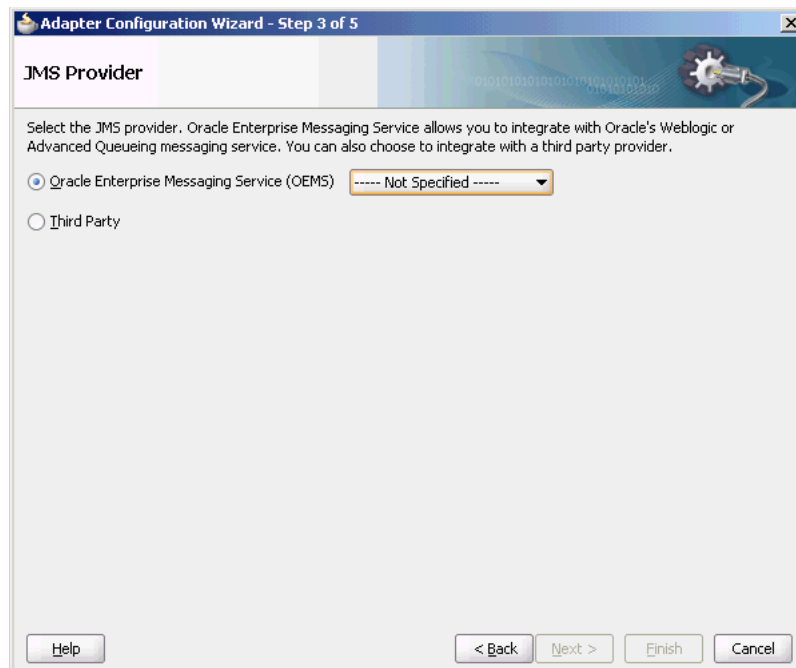 Adapter Configuration Wizard - Step 3 of 5
JMS Provider
Select the JMS provider. Oracle Enterprise Messaging Service allows you to integrate with Oracle's Weblogic or
Advanced Queueing messaging service. You can also choose to integrate with a third party provider.
Oracle Enterprise Messaging Service (OEMS) ----- Not Specified -----
Third Party
Help < Back Next > Finish Cancel